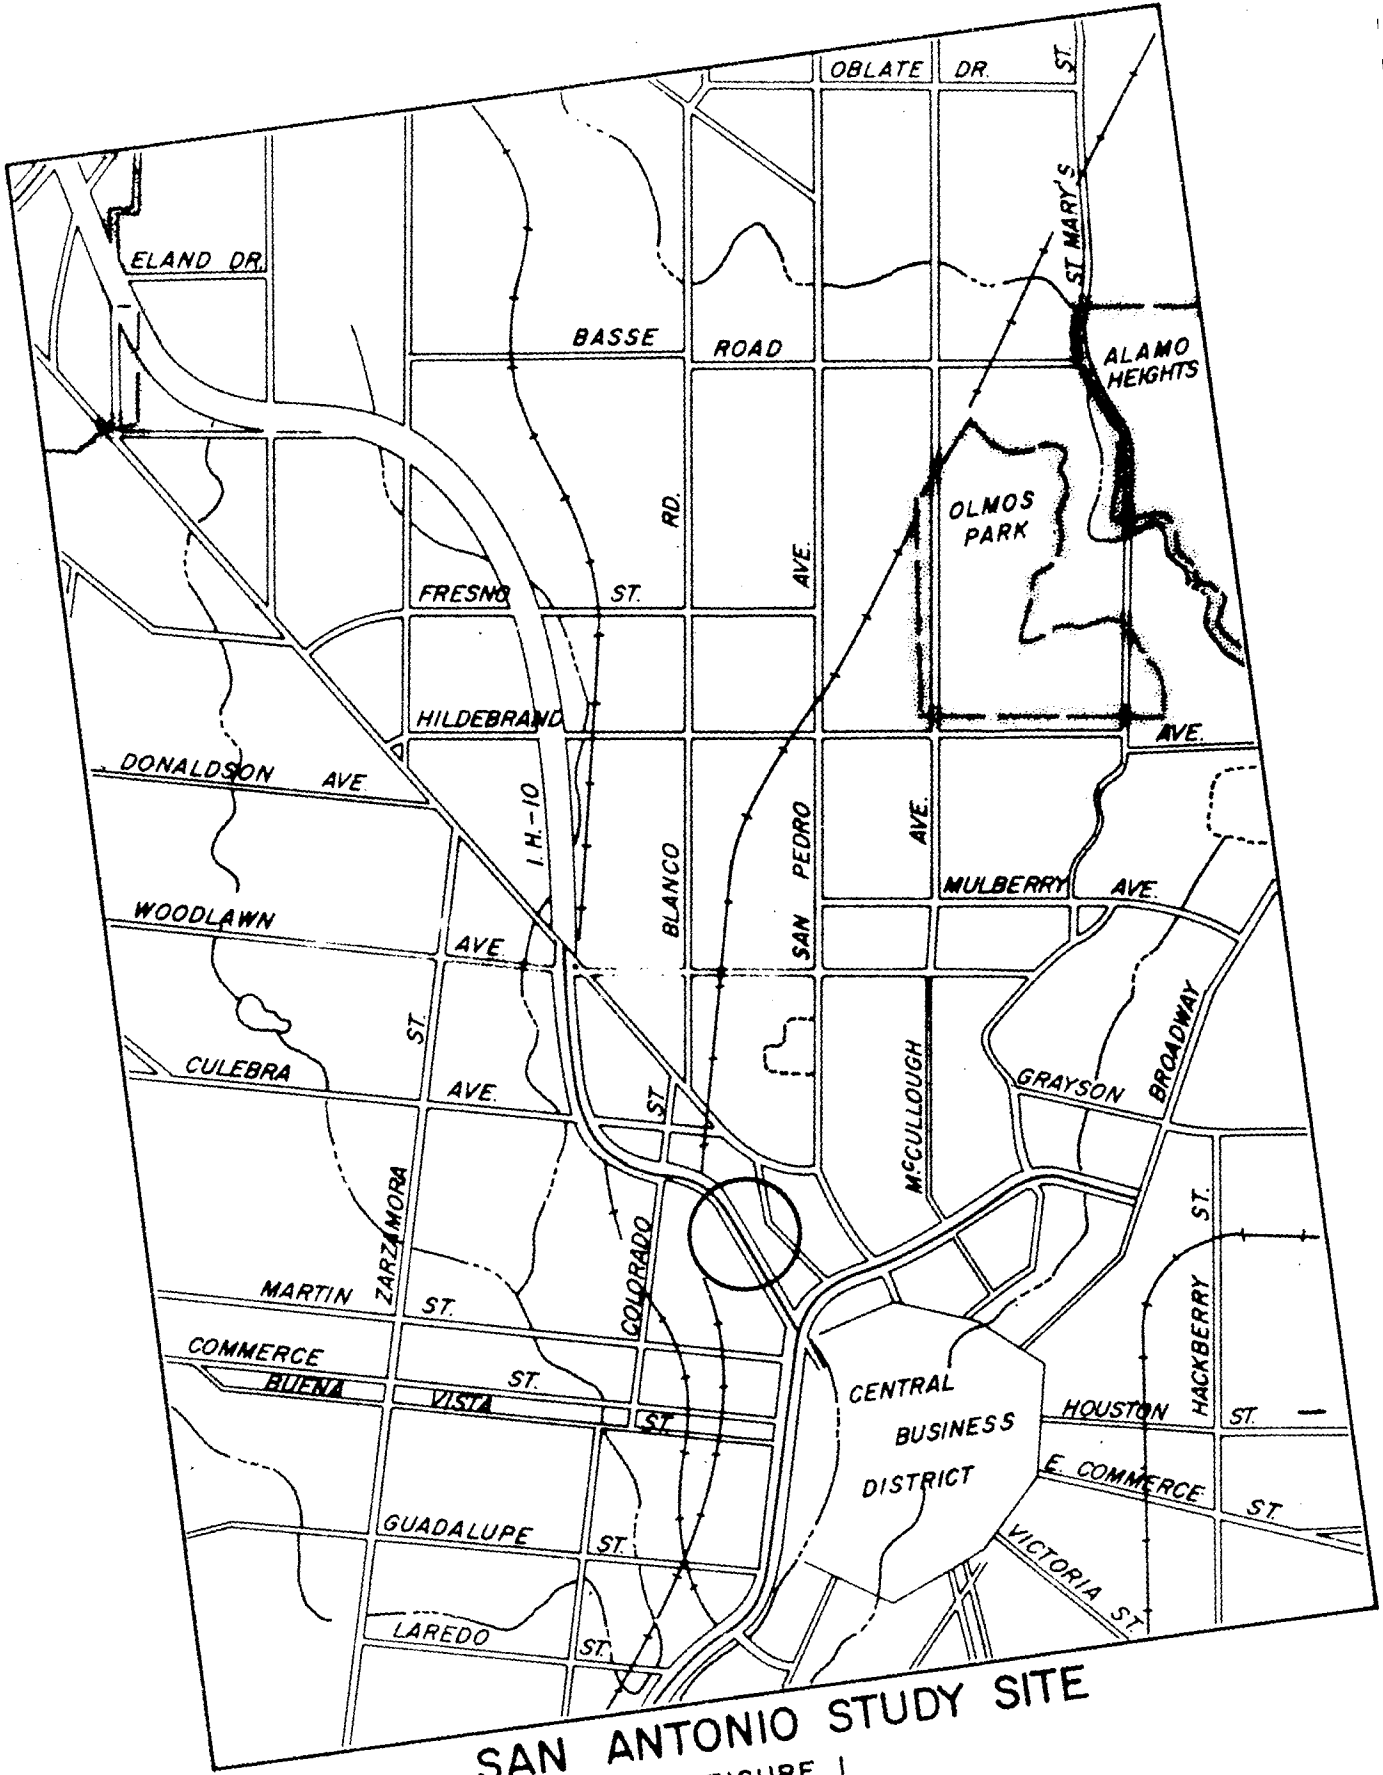 OBLATE DR.
ST.
ST MARY'S
ELAND DR.
BASSE ROAD
ALAMO
HEIGHTS
OLMOS
PARK
RD.
AVE.
FRESNO ST.
HILDEBRAND
AVE.
DONALDSON AVE.
I.H.-10
BLANCO
SAN PEDRO
AVE.
MULBERRY AVE.
WOODLAWN
AVE.
ST.
CULEBRA
AVE.
ST.
McCULLOUGH
GRAYSON
BROADWAY
ZARZAMORA
COLORADO
ST.
HACKBERRY
MARTIN
ST.
COMMERCE
ST.
BUENA
VISTA
ST.
CENTRAL
BUSINESS
DISTRICT
HOUSTON
ST.
E. COMMERCE
ST.
GUADALUPE
ST.
VICTORIA ST.
LAREDO
ST.
SAN ANTONIO STUDY SITE
FIGURE 1